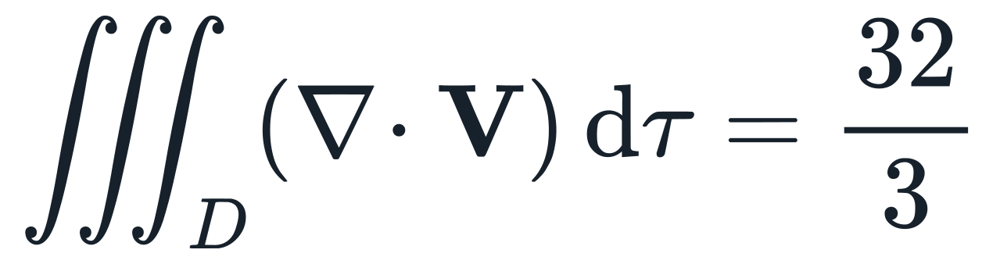 ∭_D (∇ · 𝐕) dτ = 32/3